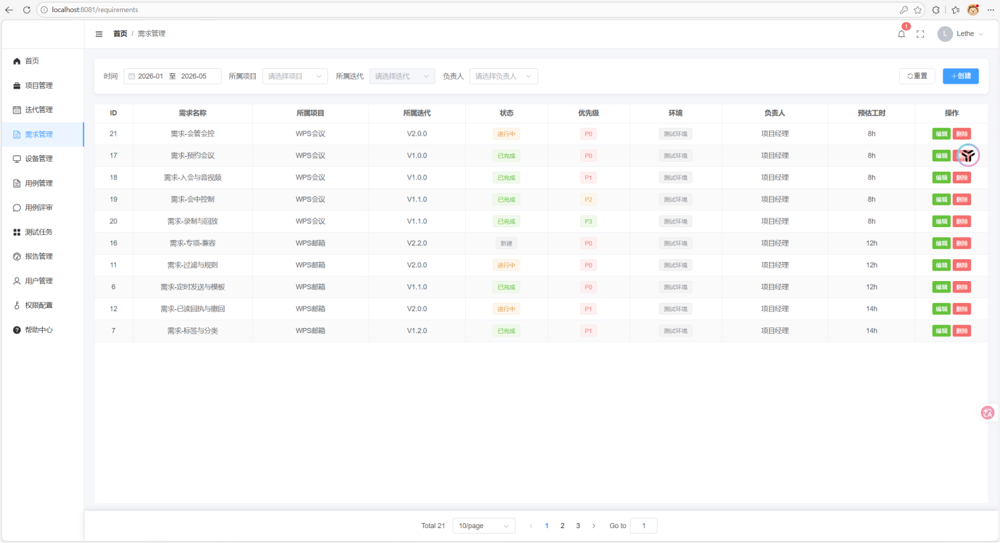 localhost:8081/requirements
首页 / 需求管理
1
L Lethe
首页
项目管理
迭代管理
需求管理
设备管理
用例管理
用例评审
测试任务
报告管理
用户管理
权限配置
帮助中心
时间 2026-01 至 2026-05 所属项目 请选择项目 所属迭代 请选择迭代 负责人 请选择负责人 重置 +创建
ID 需求名称 所属项目 所属迭代 状态 优先级 环境 负责人 预估工时 操作
21 需求-会管会控 WPS会议 V2.0.0 进行中 P0 测试环境 项目经理 8h 编辑 删除
17 需求-预约会议 WPS会议 V1.0.0 已完成 P0 测试环境 项目经理 8h 编辑
18 需求-入会与音视频 WPS会议 V1.0.0 已完成 P1 测试环境 项目经理 8h 编辑 删除
19 需求-会中控制 WPS会议 V1.1.0 已完成 P2 测试环境 项目经理 8h 编辑 删除
20 需求-录制与回放 WPS会议 V1.1.0 已完成 P3 测试环境 项目经理 8h 编辑 删除
16 需求-专项-兼容 WPS邮箱 V2.2.0 新建 P0 测试环境 项目经理 12h 编辑 删除
11 需求-过滤与规则 WPS邮箱 V2.0.0 进行中 P0 测试环境 项目经理 12h 编辑 删除
6 需求-定时发送与模板 WPS邮箱 V1.1.0 已完成 P0 测试环境 项目经理 12h 编辑 删除
12 需求-已读回执与撤回 WPS邮箱 V2.0.0 进行中 P1 测试环境 项目经理 14h 编辑 删除
7 需求-标签与分类 WPS邮箱 V1.2.0 已完成 P1 测试环境 项目经理 14h 编辑 删除
Total 21 10/page 1 2 3 Go to 1